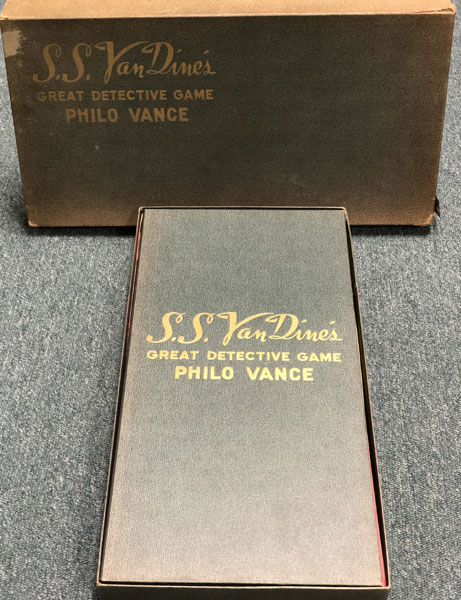 S.S. Van Dine's
GREAT DETECTIVE GAME
PHILO VANCE
S.S. Van Dine's
GREAT DETECTIVE GAME
PHILO VANCE